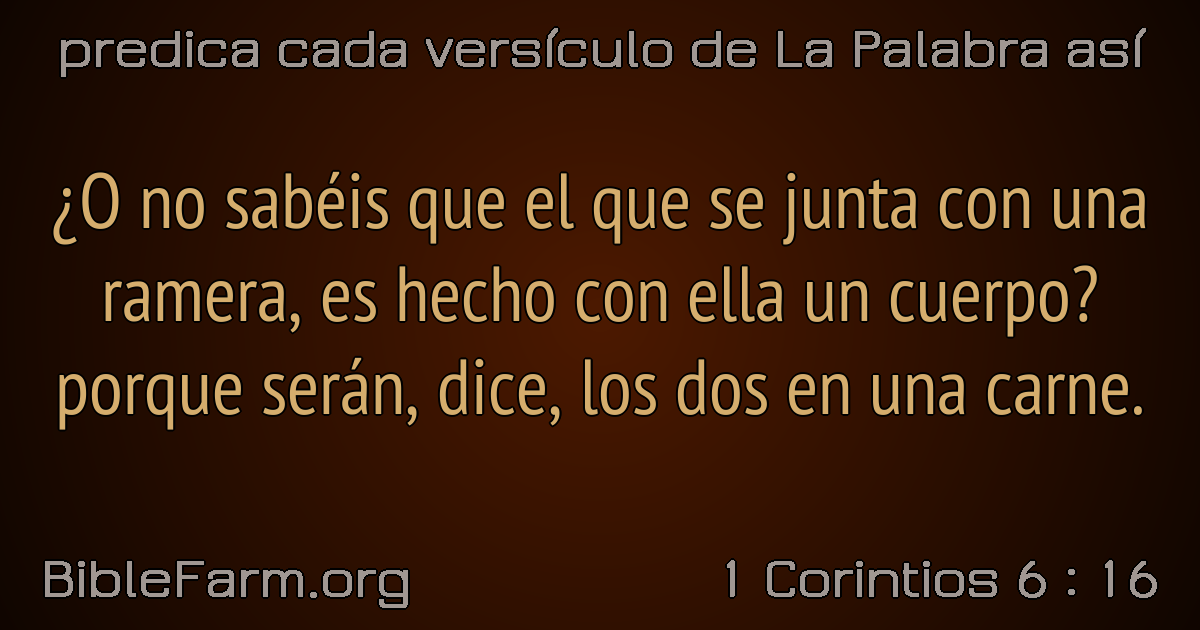 predica cada versículo de La Palabra así
¿O no sabéis que el que se junta con una
ramera, es hecho con ella un cuerpo?
porque serán, dice, los dos en una carne.
BibleFarm.org
1 Corintios 6 : 16